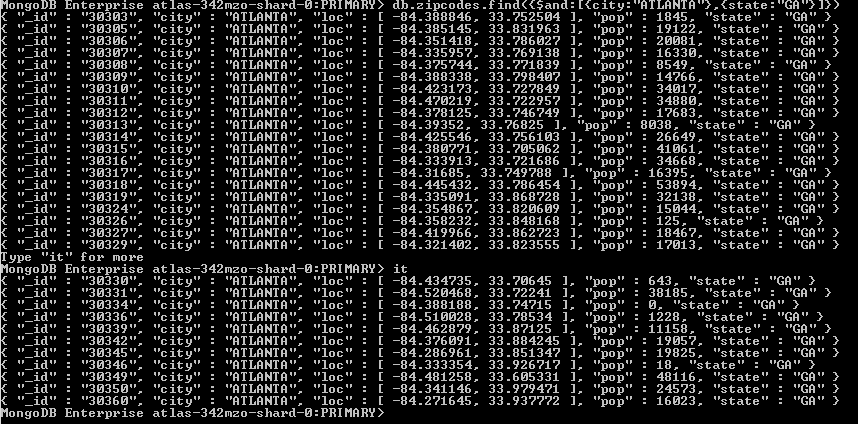 MongoDB Enterprise atlas-342mzo-shard-0:PRIMARY> db.zipcodes.find({$and:[{city:"ATLANTA"},{state:"GA"}]})
{ "_id" : "30303", "city" : "ATLANTA", "loc" : [ -84.388846, 33.752504 ], "pop" : 1845, "state" : "GA" }
{ "_id" : "30305", "city" : "ATLANTA", "loc" : [ -84.385145, 33.831963 ], "pop" : 19122, "state" : "GA" }
{ "_id" : "30306", "city" : "ATLANTA", "loc" : [ -84.351418, 33.786027 ], "pop" : 20081, "state" : "GA" }
{ "_id" : "30307", "city" : "ATLANTA", "loc" : [ -84.335957, 33.769138 ], "pop" : 16330, "state" : "GA" }
{ "_id" : "30308", "city" : "ATLANTA", "loc" : [ -84.375744, 33.771839 ], "pop" : 8549, "state" : "GA" }
{ "_id" : "30309", "city" : "ATLANTA", "loc" : [ -84.388338, 33.798407 ], "pop" : 14766, "state" : "GA" }
{ "_id" : "30310", "city" : "ATLANTA", "loc" : [ -84.423173, 33.727849 ], "pop" : 34017, "state" : "GA" }
{ "_id" : "30311", "city" : "ATLANTA", "loc" : [ -84.470219, 33.722957 ], "pop" : 34880, "state" : "GA" }
{ "_id" : "30312", "city" : "ATLANTA", "loc" : [ -84.378125, 33.746749 ], "pop" : 17683, "state" : "GA" }
{ "_id" : "30313", "city" : "ATLANTA", "loc" : [ -84.39352, 33.76825 ], "pop" : 8038, "state" : "GA" }
{ "_id" : "30314", "city" : "ATLANTA", "loc" : [ -84.425546, 33.756103 ], "pop" : 26649, "state" : "GA" }
{ "_id" : "30315", "city" : "ATLANTA", "loc" : [ -84.380771, 33.705062 ], "pop" : 41061, "state" : "GA" }
{ "_id" : "30316", "city" : "ATLANTA", "loc" : [ -84.333913, 33.721686 ], "pop" : 34668, "state" : "GA" }
{ "_id" : "30317", "city" : "ATLANTA", "loc" : [ -84.31685, 33.749788 ], "pop" : 16395, "state" : "GA" }
{ "_id" : "30318", "city" : "ATLANTA", "loc" : [ -84.445432, 33.786454 ], "pop" : 53894, "state" : "GA" }
{ "_id" : "30319", "city" : "ATLANTA", "loc" : [ -84.335091, 33.868728 ], "pop" : 32138, "state" : "GA" }
{ "_id" : "30324", "city" : "ATLANTA", "loc" : [ -84.354867, 33.820609 ], "pop" : 15044, "state" : "GA" }
{ "_id" : "30326", "city" : "ATLANTA", "loc" : [ -84.358232, 33.848168 ], "pop" : 125, "state" : "GA" }
{ "_id" : "30327", "city" : "ATLANTA", "loc" : [ -84.419966, 33.862723 ], "pop" : 18467, "state" : "GA" }
{ "_id" : "30329", "city" : "ATLANTA", "loc" : [ -84.321402, 33.823555 ], "pop" : 17013, "state" : "GA" }
Type "it" for more
MongoDB Enterprise atlas-342mzo-shard-0:PRIMARY> it
{ "_id" : "30330", "city" : "ATLANTA", "loc" : [ -84.434735, 33.70645 ], "pop" : 643, "state" : "GA" }
{ "_id" : "30331", "city" : "ATLANTA", "loc" : [ -84.520468, 33.72241 ], "pop" : 38185, "state" : "GA" }
{ "_id" : "30334", "city" : "ATLANTA", "loc" : [ -84.388188, 33.74715 ], "pop" : 0, "state" : "GA" }
{ "_id" : "30336", "city" : "ATLANTA", "loc" : [ -84.510028, 33.78534 ], "pop" : 1228, "state" : "GA" }
{ "_id" : "30339", "city" : "ATLANTA", "loc" : [ -84.462879, 33.87125 ], "pop" : 11158, "state" : "GA" }
{ "_id" : "30342", "city" : "ATLANTA", "loc" : [ -84.376091, 33.884245 ], "pop" : 19057, "state" : "GA" }
{ "_id" : "30345", "city" : "ATLANTA", "loc" : [ -84.286961, 33.851347 ], "pop" : 19825, "state" : "GA" }
{ "_id" : "30346", "city" : "ATLANTA", "loc" : [ -84.333354, 33.926717 ], "pop" : 18, "state" : "GA" }
{ "_id" : "30349", "city" : "ATLANTA", "loc" : [ -84.481258, 33.605331 ], "pop" : 48116, "state" : "GA" }
{ "_id" : "30350", "city" : "ATLANTA", "loc" : [ -84.341146, 33.979471 ], "pop" : 24573, "state" : "GA" }
{ "_id" : "30360", "city" : "ATLANTA", "loc" : [ -84.271645, 33.937772 ], "pop" : 16023, "state" : "GA" }
MongoDB Enterprise atlas-342mzo-shard-0:PRIMARY>